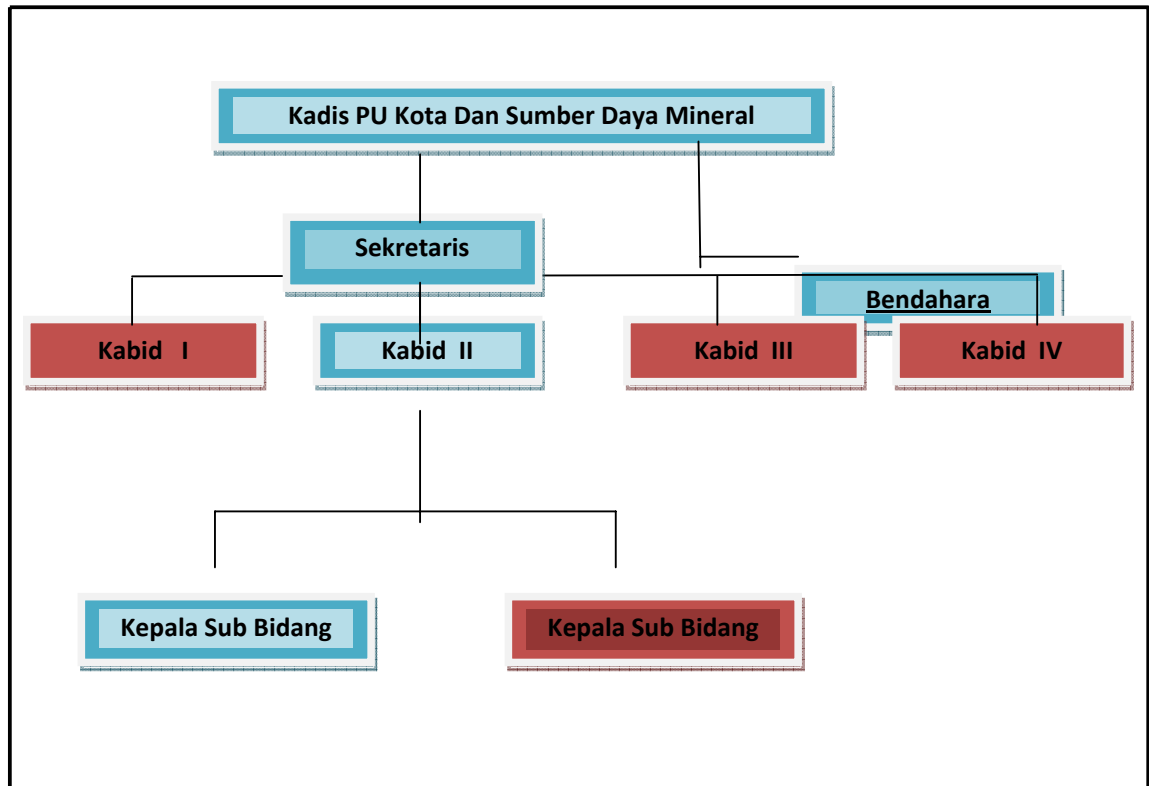 Kadis PU Kota Dan Sumber Daya Mineral
Sekretaris
Bendahara
Kabid I
Kabid II
Kabid III
Kabid IV
Kepala Sub Bidang
Kepala Sub Bidang